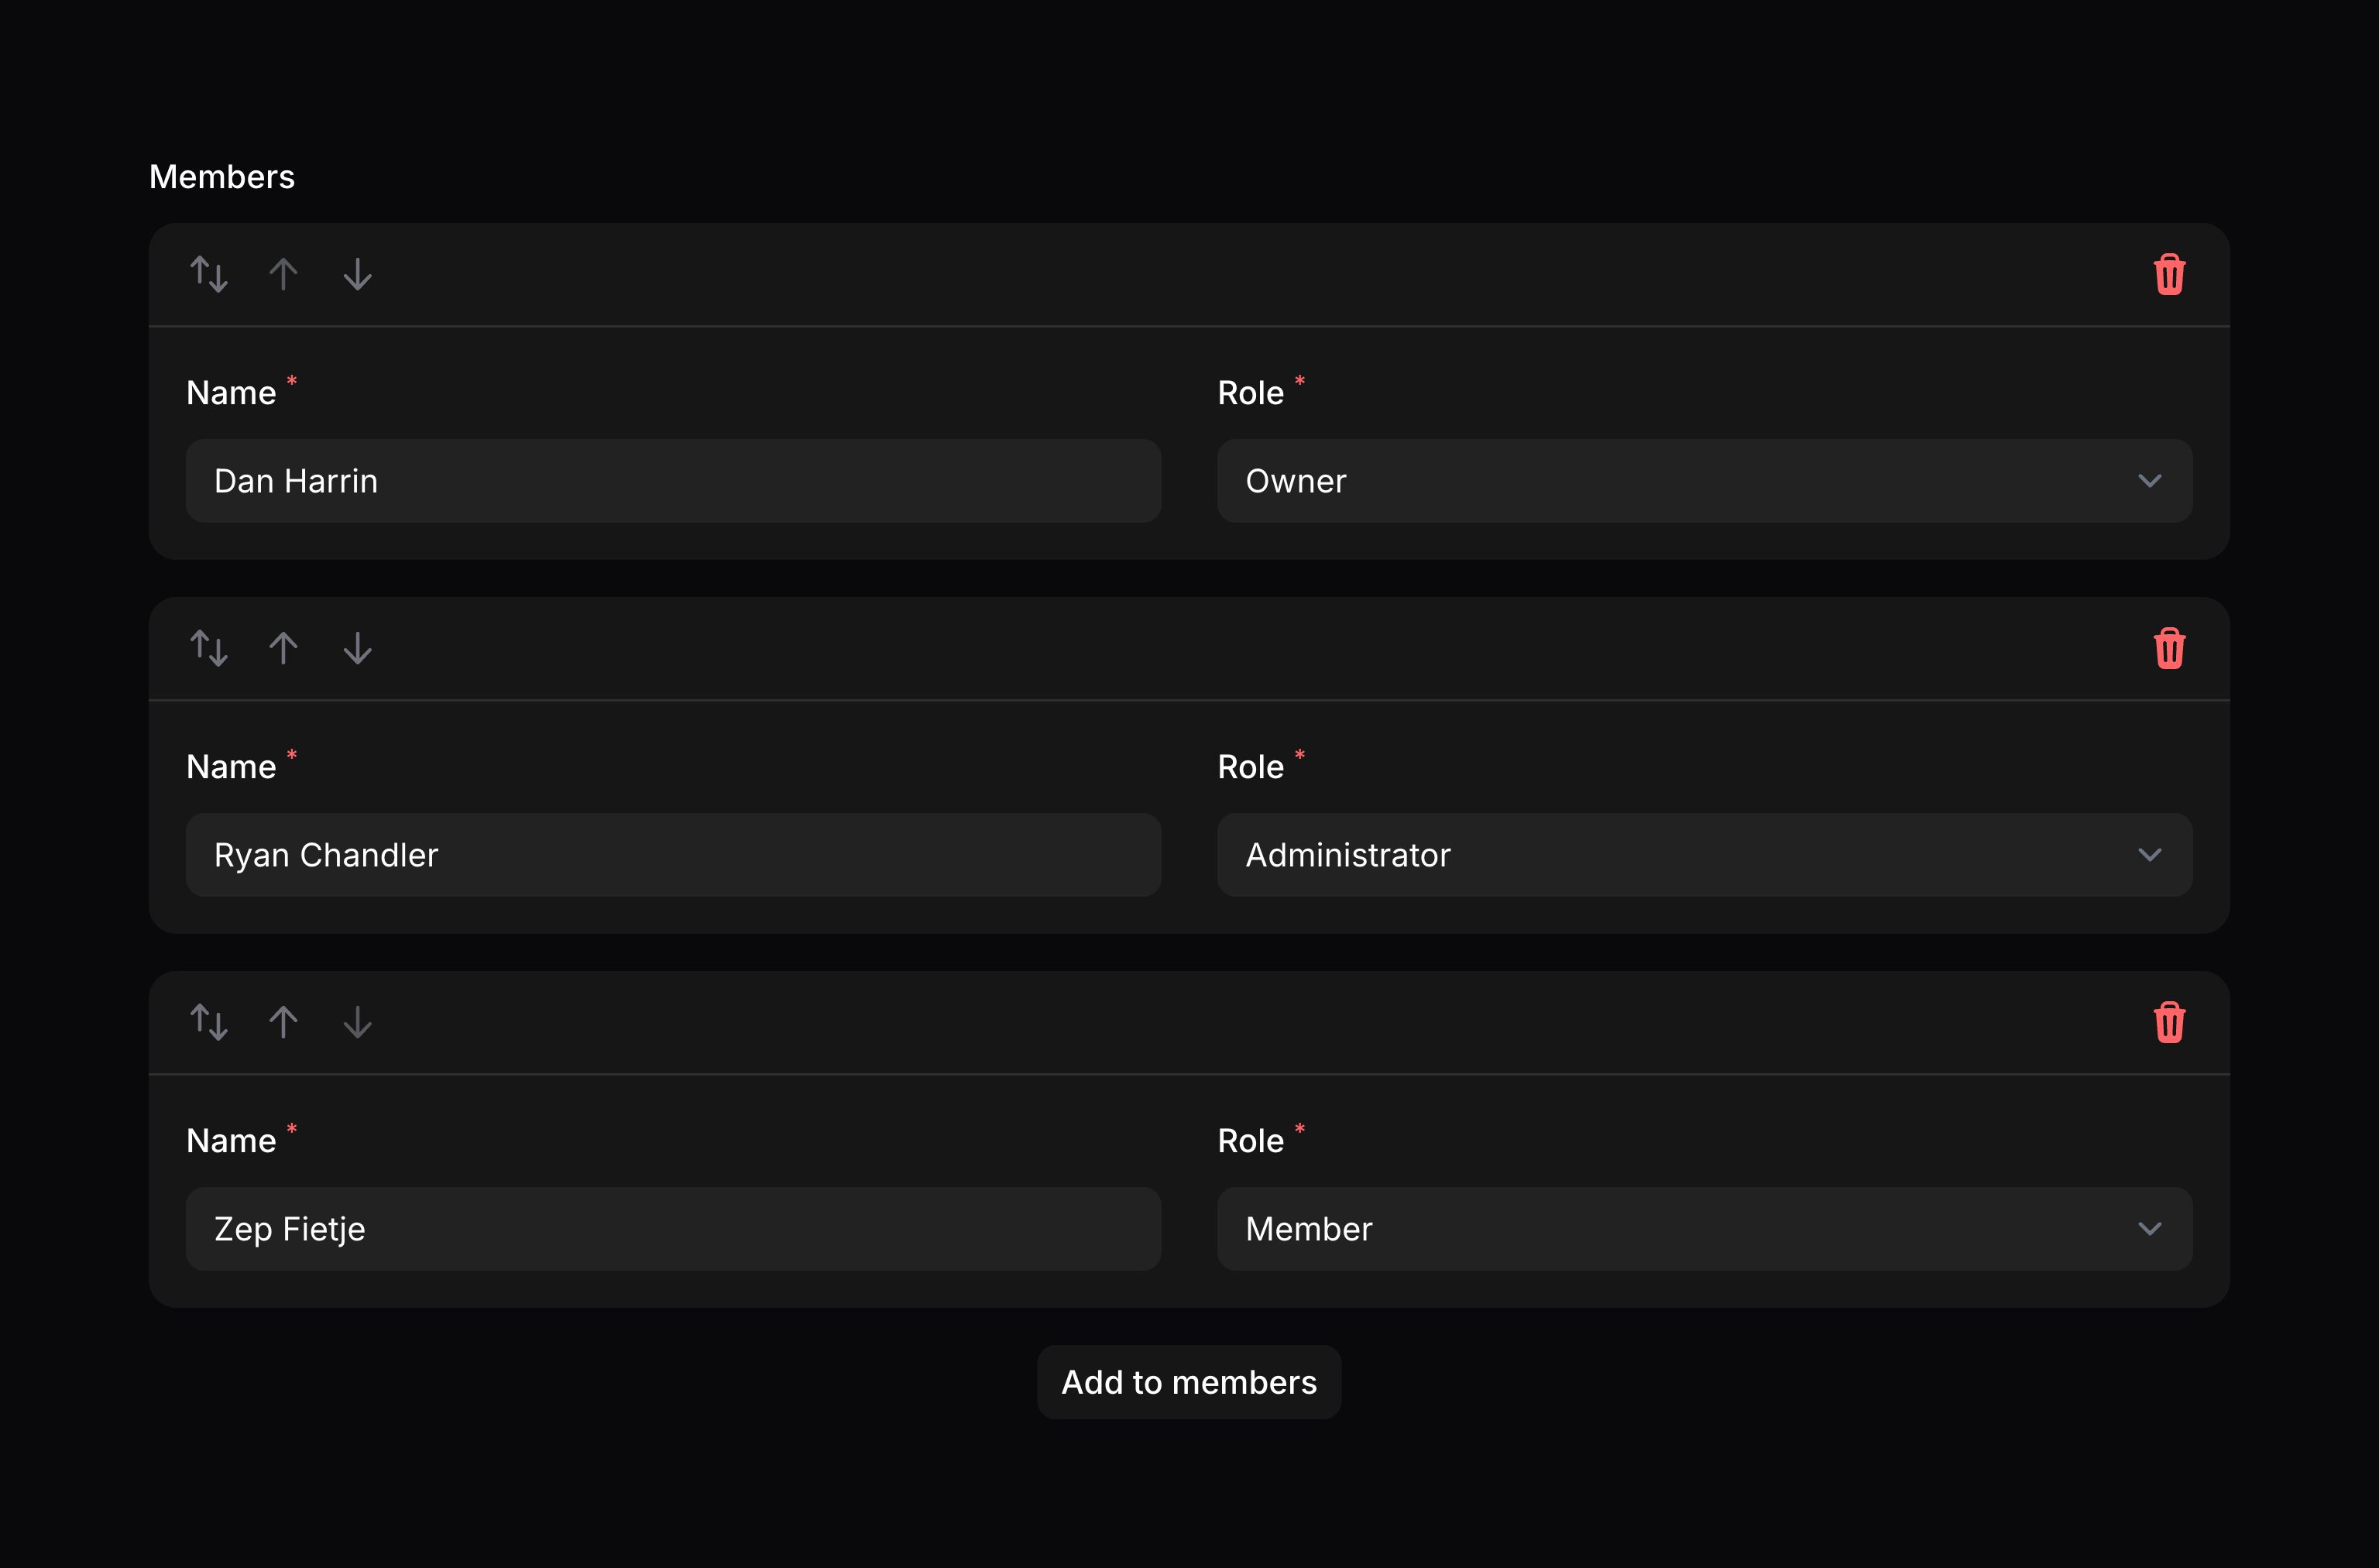 Members
Name * Role *
Dan Harrin Owner
Name * Role *
Ryan Chandler Administrator
Name * Role *
Zep Fietje Member
Add to members